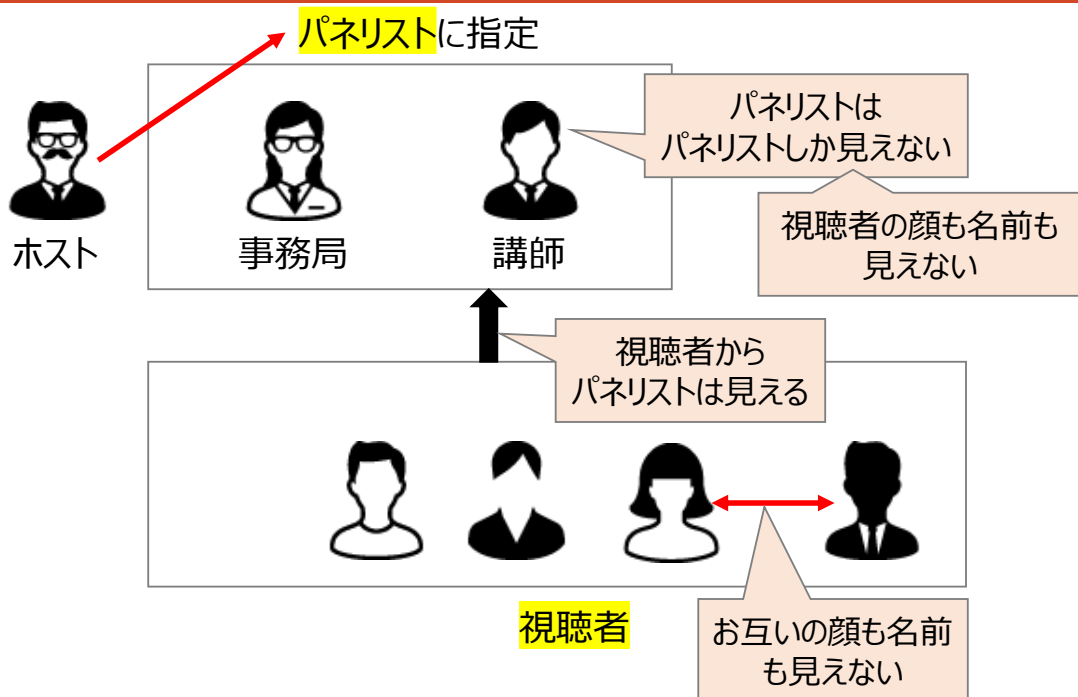 パネリストに指定
パネリストは
パネリストしか見えない
視聴者の顔も名前も
見えない
ホスト
事務局
講師
視聴者から
パネリストは見える
視聴者
お互いの顔も名前
も見えない